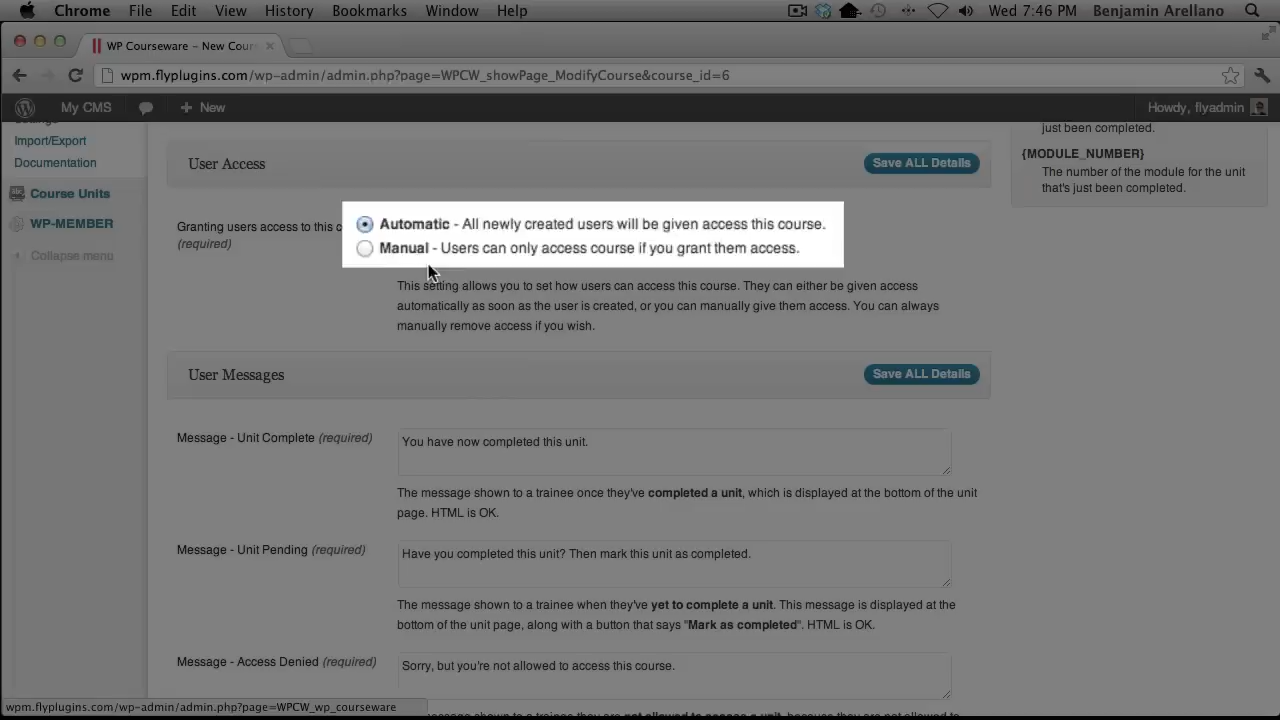 Chrome File Edit View History Bookmarks Window Help Wed 7:46 PM Benjamin Arellano
WP Courseware – New Cour
wpm.flyplugins.com/wp-admin/admin.php?page=WPCW_showPage_ModifyCourse&course_id=6
My CMS + New Howdy, flyadmin
Import/Export
Documentation
Course Units
WP-MEMBER
Collapse menu
User Access Save ALL Details
Granting users access to this c
(required)
Automatic - All newly created users will be given access this course.
Manual - Users can only access course if you grant them access.
This setting allows you to set how users can access this course. They can either be given access
automatically as soon as the user is created, or you can manually give them access. You can always
manually remove access if you wish.
User Messages Save ALL Details
Message - Unit Complete (required)
You have now completed this unit.
The message shown to a trainee once they've completed a unit, which is displayed at the bottom of the unit
page. HTML is OK.
Message - Unit Pending (required)
Have you completed this unit? Then mark this unit as completed.
The message shown to a trainee when they've yet to complete a unit. This message is displayed at the
bottom of the unit page, along with a button that says "Mark as completed". HTML is OK.
Message - Access Denied (required)
Sorry, but you're not allowed to access this course.
just been completed.
{MODULE_NUMBER}
The number of the module for the unit
that's just been completed.
wpm.flyplugins.com/wp-admin/admin.php?page=WPCW_wp_courseware